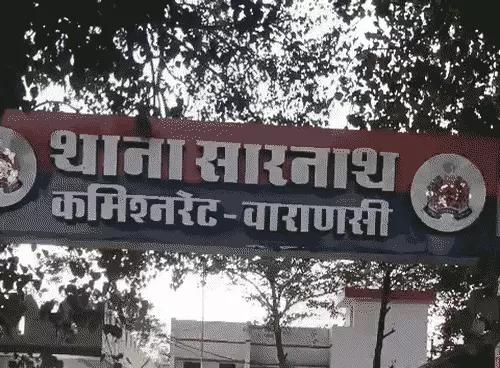 थाना सारनाथ
कमिश्नरेट - वाराणसी